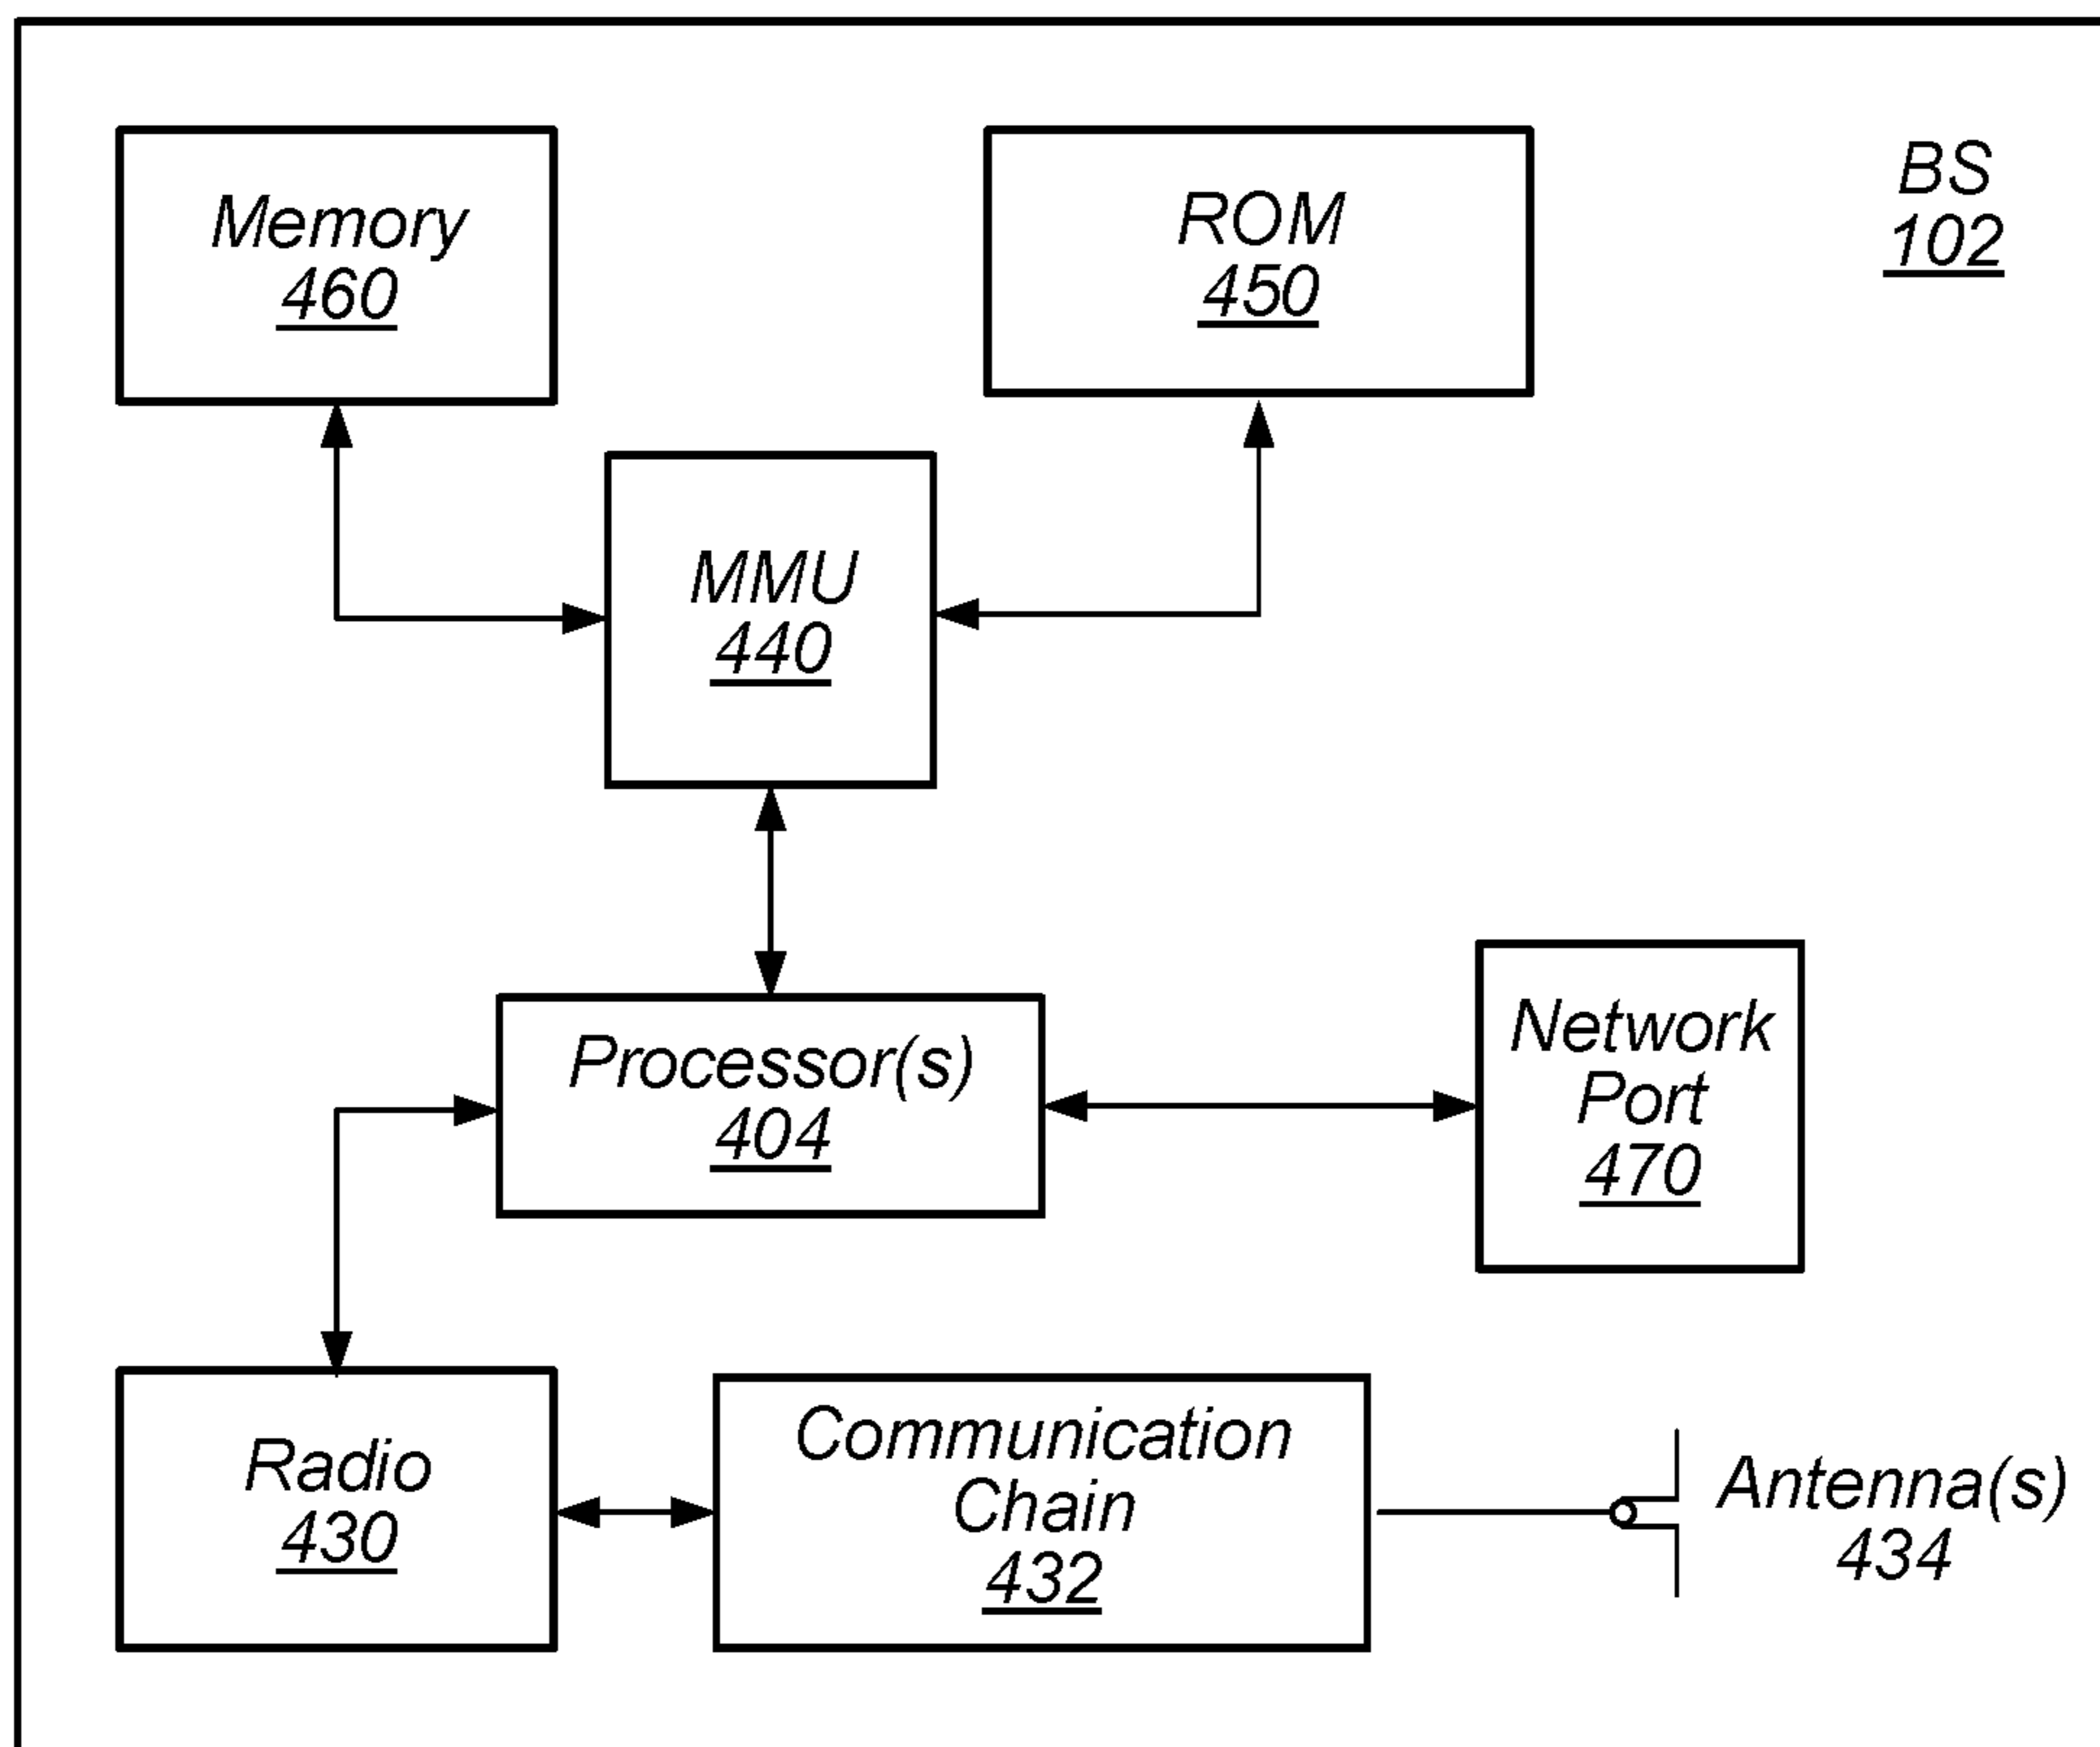 Memory
460
ROM
450
BS
102
MMU
440
Processor(s)
404
Network
Port
470
Radio
430
Communication
Chain
432
Antenna(s)
434